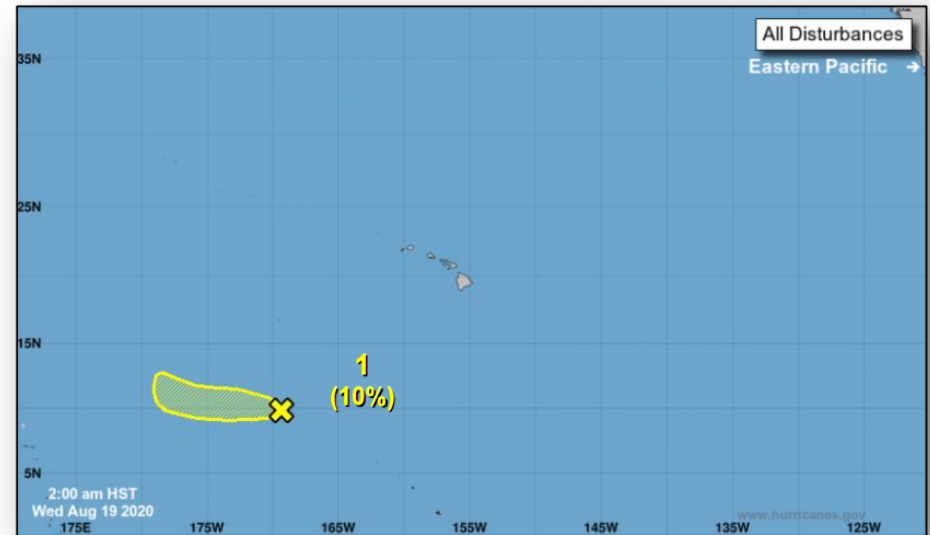 All Disturbances
Eastern Pacific →
35N
25N
15N
1
(10%)
5N
2:00 am HST
Wed Aug 19 2020
www.hurricanes.gov
175E 175W 165W 155W 145W 135W 125W